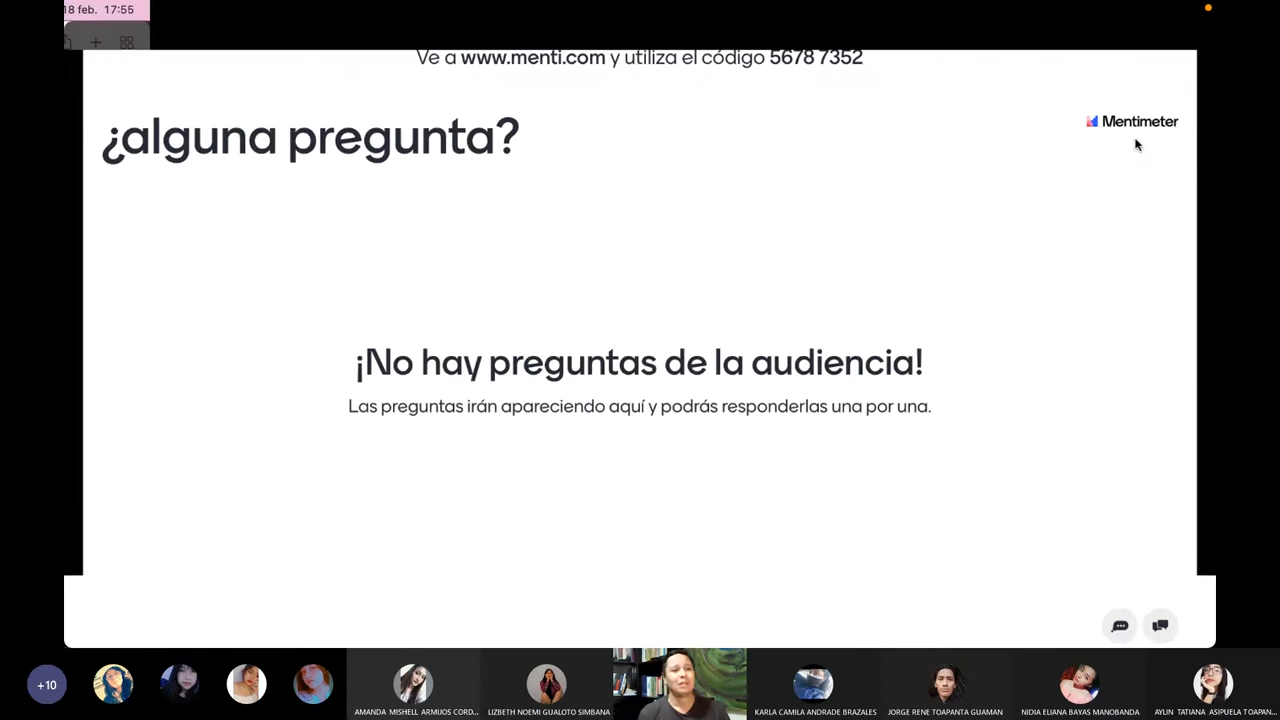 18 feb. 17:55
Ve a www.menti.com y utiliza el código 5678 7352
¿alguna pregunta?
Mentimeter
¡No hay preguntas de la audiencia!
Las preguntas irán apareciendo aquí y podrás responderlas una por una.
+10
AMANDA MISHELL ARMIJOS CORD...
LIZBETH NOEMI GUALOTO SIMBANA
KARLA CAMILA ANDRADE BRAZALES
JORGE RENE TOAPANTA GUAMAN
NIDIA ELIANA BAYAS MANOBANDA
AYLIN TATIANA ASIPUELA TOAPAN...